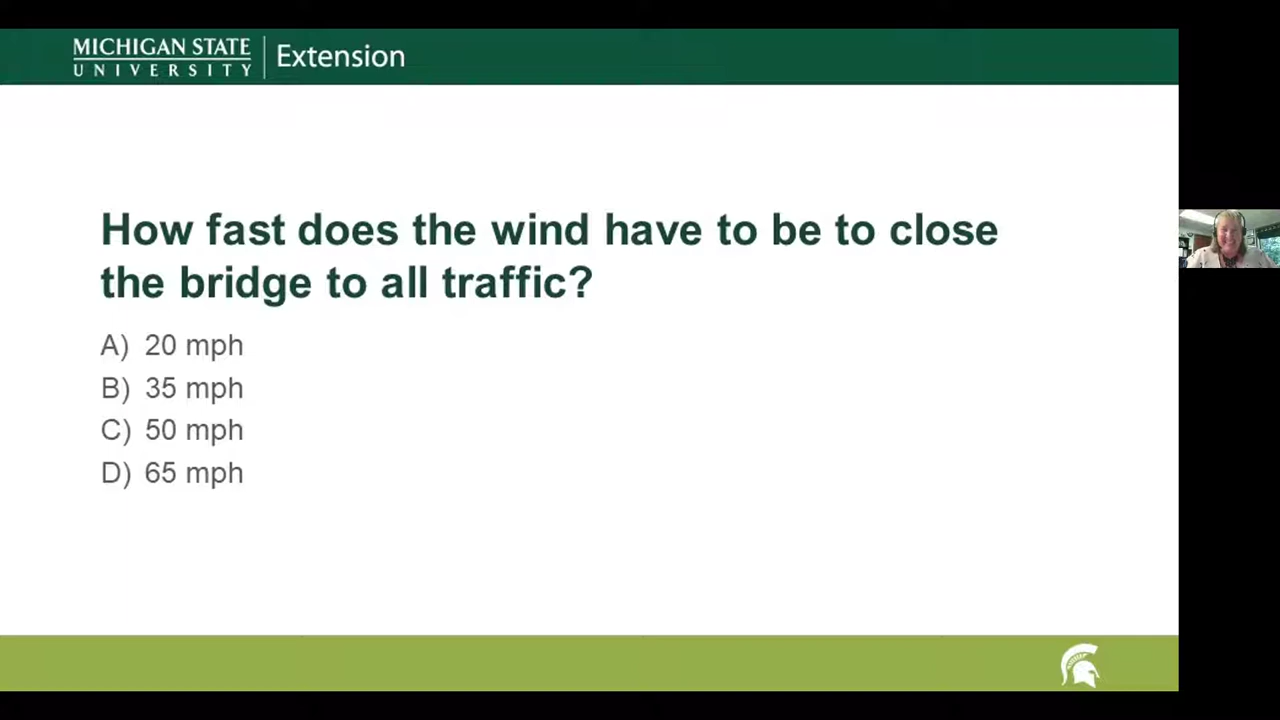 MICHIGAN STATE
UNIVERSITY
Extension
How fast does the wind have to be to close
the bridge to all traffic?
A) 20 mph
B) 35 mph
C) 50 mph
D) 65 mph